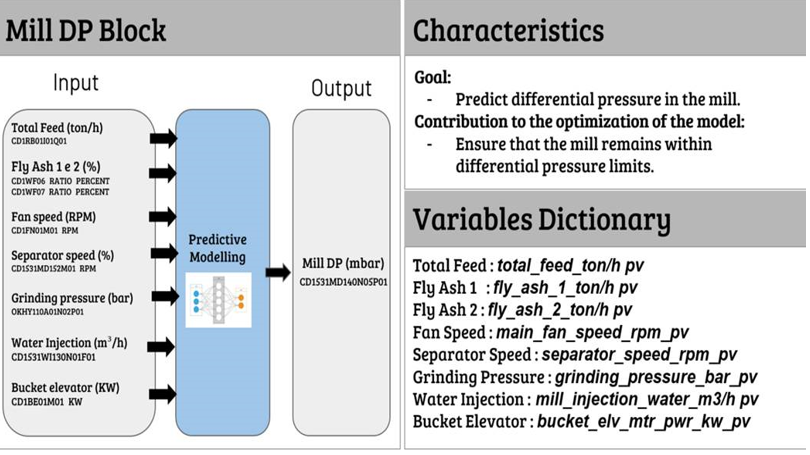 Mill DP Block
Input
Output
Total Feed (ton/h)
CD1RB01J01Q01
Fly Ash 1 e 2 (%)
CD1WF06 RATIO PERCENT
CD1WF07 RATIO PERCENT
Fan speed (RPM)
CD1FN01M01 RPM
Separator speed (%)
CD1531MD152M01 RPM
Grinding pressure (bar)
OKHY110A01N02P01
Water Injection (m³/h)
CD1531WI130N01F01
Bucket elevator (KW)
CD1BE01M01 KW
Predictive
Modelling
Mill DP (mbar)
CD1531MD140N05P01
Characteristics
Goal:
- Predict differential pressure in the mill.
Contribution to the optimization of the model:
- Ensure that the mill remains within
differential pressure limits.
Variables Dictionary
Total Feed : total_feed_ton/h pv
Fly Ash 1 : fly_ash_1_ton/h pv
Fly Ash 2 : fly_ash_2_ton/h pv
Fan Speed : main_fan_speed_rpm_pv
Separator Speed : separator_speed_rpm_pv
Grinding Pressure : grinding_pressure_bar_pv
Water Injection : mill_injection_water_m3/h pv
Bucket Elevator : bucket_elv_mtr_pwr_kw_pv